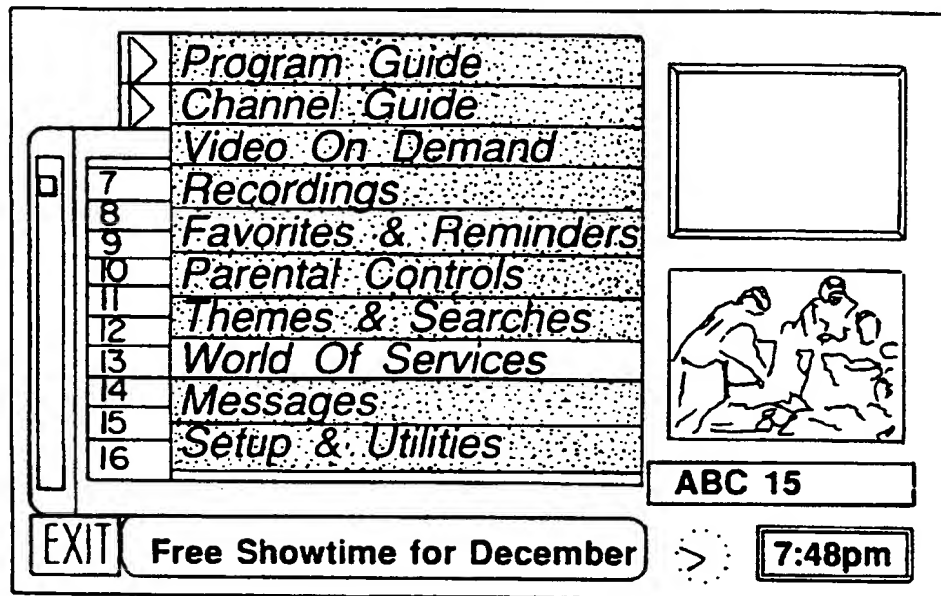 Program Guide
Channel Guide
Video On Demand
7 Recordings
8
9 Favorites & Reminders
10 Parental Controls
11
12 Themes & Searches
13 World Of Services
14 Messages
15
16 Setup & Utilities
ABC 15
EXIT Free Showtime for December 7:48pm